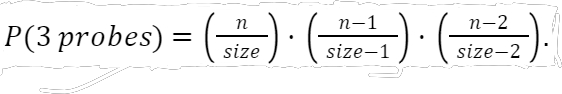 P(3 probes) = (n/size) · (n−1/size−1) · (n−2/size−2).